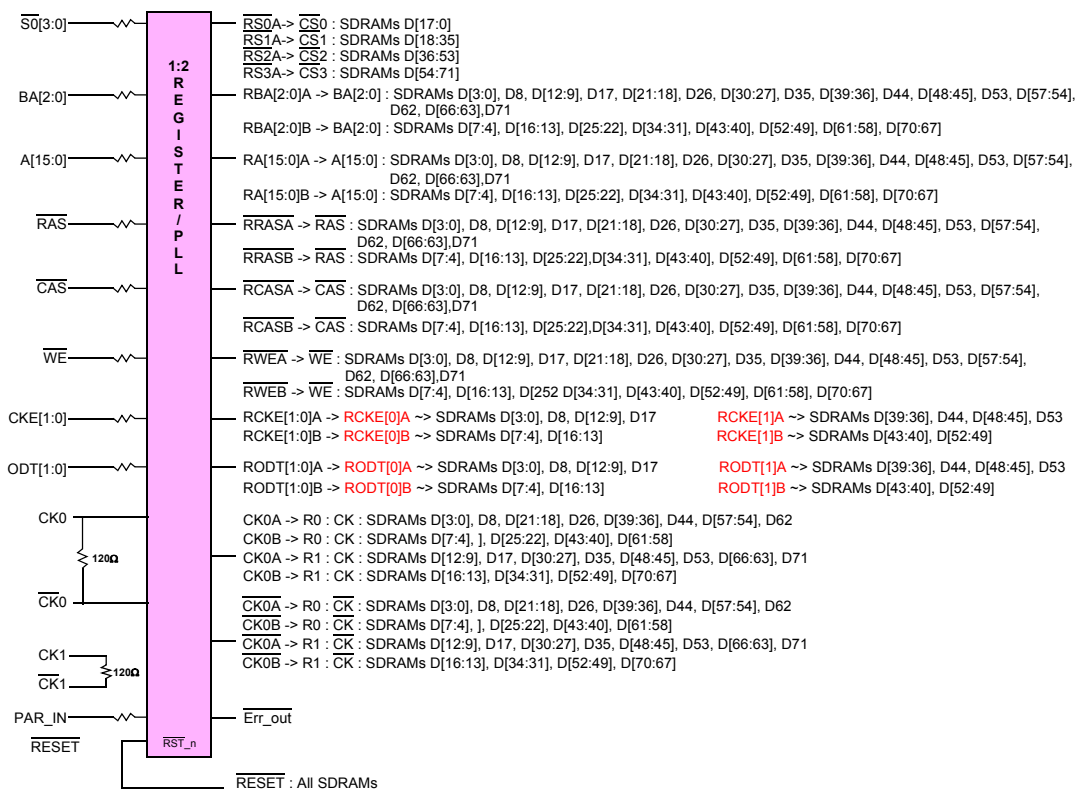 S0[3:0]
RS0A-> CS0 : SDRAMs D[17:0]
RS1A-> CS1 : SDRAMs D[18:35]
RS2A-> CS2 : SDRAMs D[36:53]
RS3A-> CS3 : SDRAMs D[54:71]
1:2
R
E
G
I
S
T
E
R
/
P
L
L
BA[2:0]
RBA[2:0]A -> BA[2:0] : SDRAMs D[3:0], D8, D[12:9], D17, D[21:18], D26, D[30:27], D35, D[39:36], D44, D[48:45], D53, D[57:54],
D62, D[66:63],D71
RBA[2:0]B -> BA[2:0] : SDRAMs D[7:4], D[16:13], D[25:22], D[34:31], D[43:40], D[52:49], D[61:58], D[70:67]
A[15:0]
RA[15:0]A -> A[15:0] : SDRAMs D[3:0], D8, D[12:9], D17, D[21:18], D26, D[30:27], D35, D[39:36], D44, D[48:45], D53, D[57:54],
D62, D[66:63],D71
RA[15:0]B -> A[15:0] : SDRAMs D[7:4], D[16:13], D[25:22], D[34:31], D[43:40], D[52:49], D[61:58], D[70:67]
RAS
RRASA -> RAS : SDRAMs D[3:0], D8, D[12:9], D17, D[21:18], D26, D[30:27], D35, D[39:36], D44, D[48:45], D53, D[57:54],
D62, D[66:63],D71
RRASB -> RAS : SDRAMs D[7:4], D[16:13], D[25:22],D[34:31], D[43:40], D[52:49], D[61:58], D[70:67]
CAS
RCASA -> CAS : SDRAMs D[3:0], D8, D[12:9], D17, D[21:18], D26, D[30:27], D35, D[39:36], D44, D[48:45], D53, D[57:54],
D62, D[66:63],D71
RCASB -> CAS : SDRAMs D[7:4], D[16:13], D[25:22],D[34:31], D[43:40], D[52:49], D[61:58], D[70:67]
WE
RWEA -> WE : SDRAMs D[3:0], D8, D[12:9], D17, D[21:18], D26, D[30:27], D35, D[39:36], D44, D[48:45], D53, D[57:54],
D62, D[66:63],D71
RWEB -> WE : SDRAMs D[7:4], D[16:13], D[252 D[34:31], D[43:40], D[52:49], D[61:58], D[70:67]
CKE[1:0]
RCKE[1:0]A -> RCKE[0]A ~> SDRAMs D[3:0], D8, D[12:9], D17 RCKE[1]A ~> SDRAMs D[39:36], D44, D[48:45], D53
RCKE[1:0]B -> RCKE[0]B ~> SDRAMs D[7:4], D[16:13] RCKE[1]B ~> SDRAMs D[43:40], D[52:49]
ODT[1:0]
RODT[1:0]A -> RODT[0]A ~> SDRAMs D[3:0], D8, D[12:9], D17 RODT[1]A ~> SDRAMs D[39:36], D44, D[48:45], D53
RODT[1:0]B -> RODT[0]B ~> SDRAMs D[7:4], D[16:13] RODT[1]B ~> SDRAMs D[43:40], D[52:49]
CK0
120Ω
CK0
CK0A -> R0 : CK : SDRAMs D[3:0], D8, D[21:18], D26, D[39:36], D44, D[57:54], D62
CK0B -> R0 : CK : SDRAMs D[7:4], ], D[25:22], D[43:40], D[61:58]
CK0A -> R1 : CK : SDRAMs D[12:9], D17, D[30:27], D35, D[48:45], D53, D[66:63], D71
CK0B -> R1 : CK : SDRAMs D[16:13], D[34:31], D[52:49], D[70:67]
CK0A -> R0 : CK : SDRAMs D[3:0], D8, D[21:18], D26, D[39:36], D44, D[57:54], D62
CK0B -> R0 : CK : SDRAMs D[7:4], ], D[25:22], D[43:40], D[61:58]
CK0A -> R1 : CK : SDRAMs D[12:9], D17, D[30:27], D35, D[48:45], D53, D[66:63], D71
CK0B -> R1 : CK : SDRAMs D[16:13], D[34:31], D[52:49], D[70:67]
CK1
120Ω
CK1
PAR_IN
Err_out
RESET
RST_n
RESET : All SDRAMs